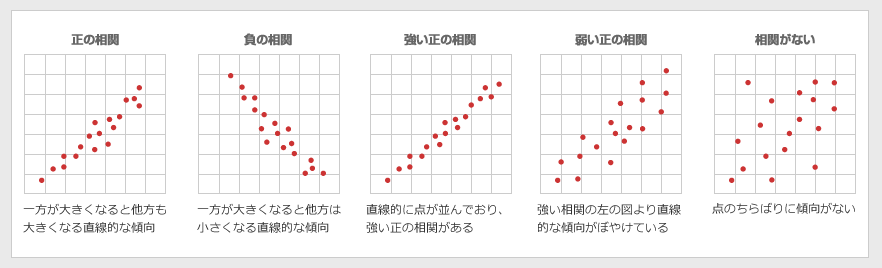 正の相関
一方が大きくなると他方も
大きくなる直線的な傾向
負の相関
一方が大きくなると他方は
小さくなる直線的な傾向
強い正の相関
直線的に点が並んでおり、
強い正の相関がある
弱い正の相関
強い相関の左の図より直線
的な傾向がぼやけている
相関がない
点のちらばりに傾向がない